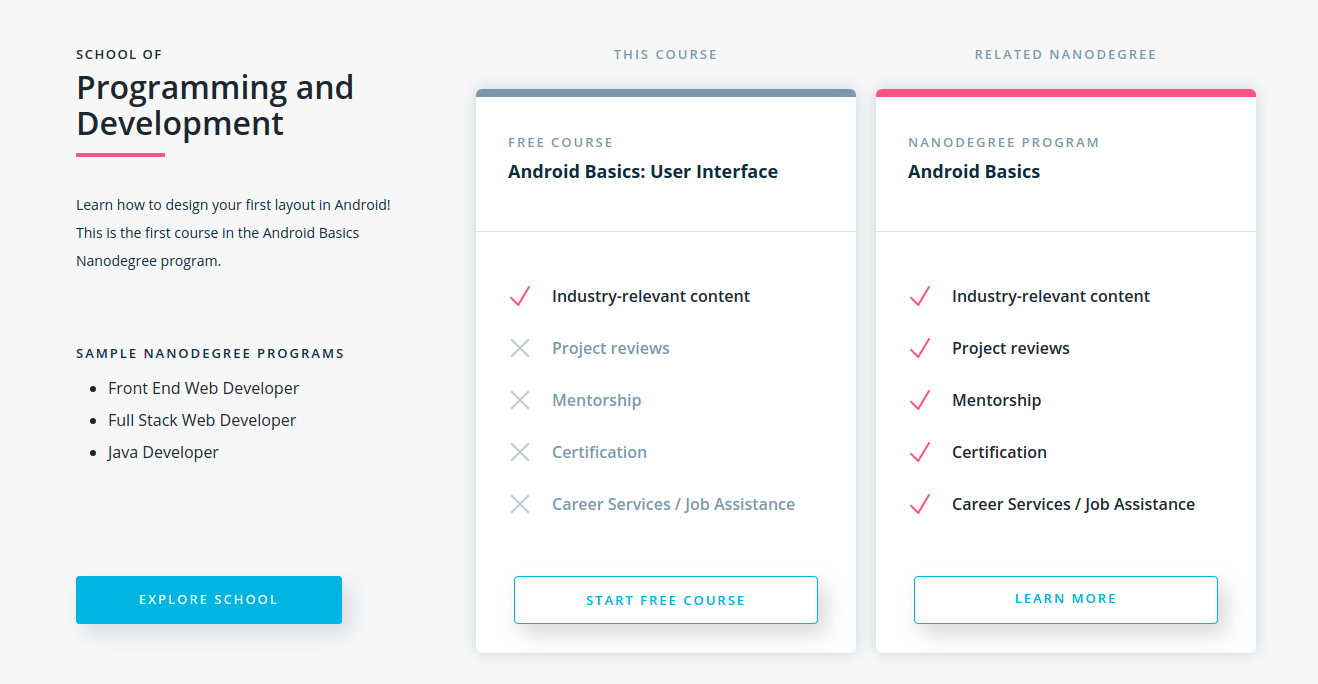 SCHOOL OF
Programming and
Development
Learn how to design your first layout in Android!
This is the first course in the Android Basics
Nanodegree program.
SAMPLE NANODEGREE PROGRAMS
Front End Web Developer
Full Stack Web Developer
Java Developer
EXPLORE SCHOOL
THIS COURSE
FREE COURSE
Android Basics: User Interface
Industry-relevant content
Project reviews
Mentorship
Certification
Career Services / Job Assistance
START FREE COURSE
RELATED NANODEGREE
NANODEGREE PROGRAM
Android Basics
Industry-relevant content
Project reviews
Mentorship
Certification
Career Services / Job Assistance
LEARN MORE